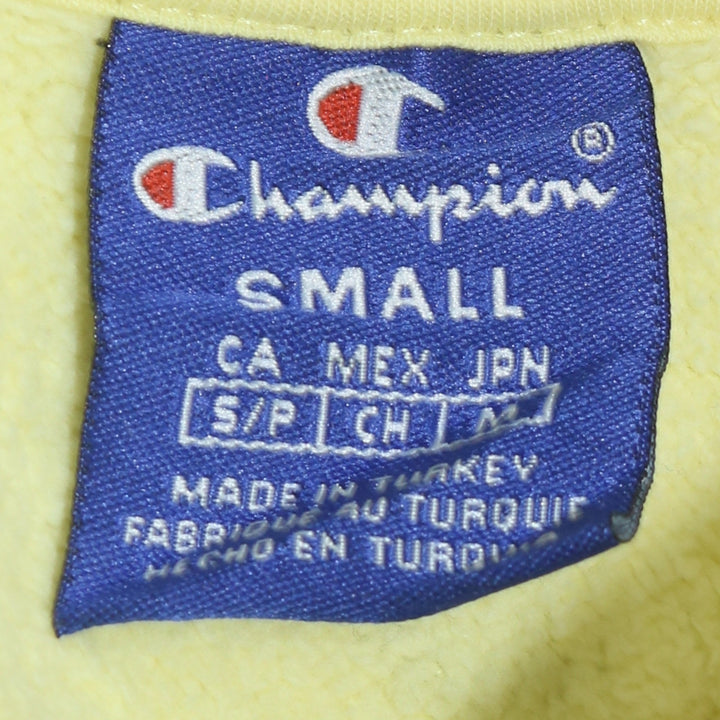 Champion®
SMALL
CA MEX JPN
S/P CH M
MADE IN TURKEY
FABRIQUE AU TURQUIE
HECHO EN TURQUIA